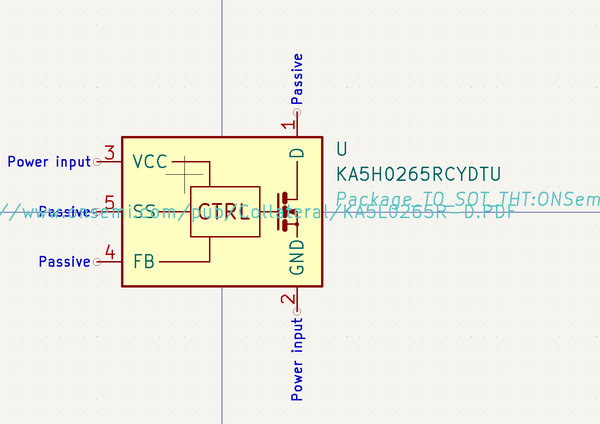 Passive
1
D
U
KA5H0265RCYDTU
Package_TO_SOT_THT:ONSem
Power input 3 VCC
Passive 5 SS CTRL
//www.onsemi.com/pub/Collateral/KA5L0265R-D.PDF
Passive 4 FB
GND
2
Power input